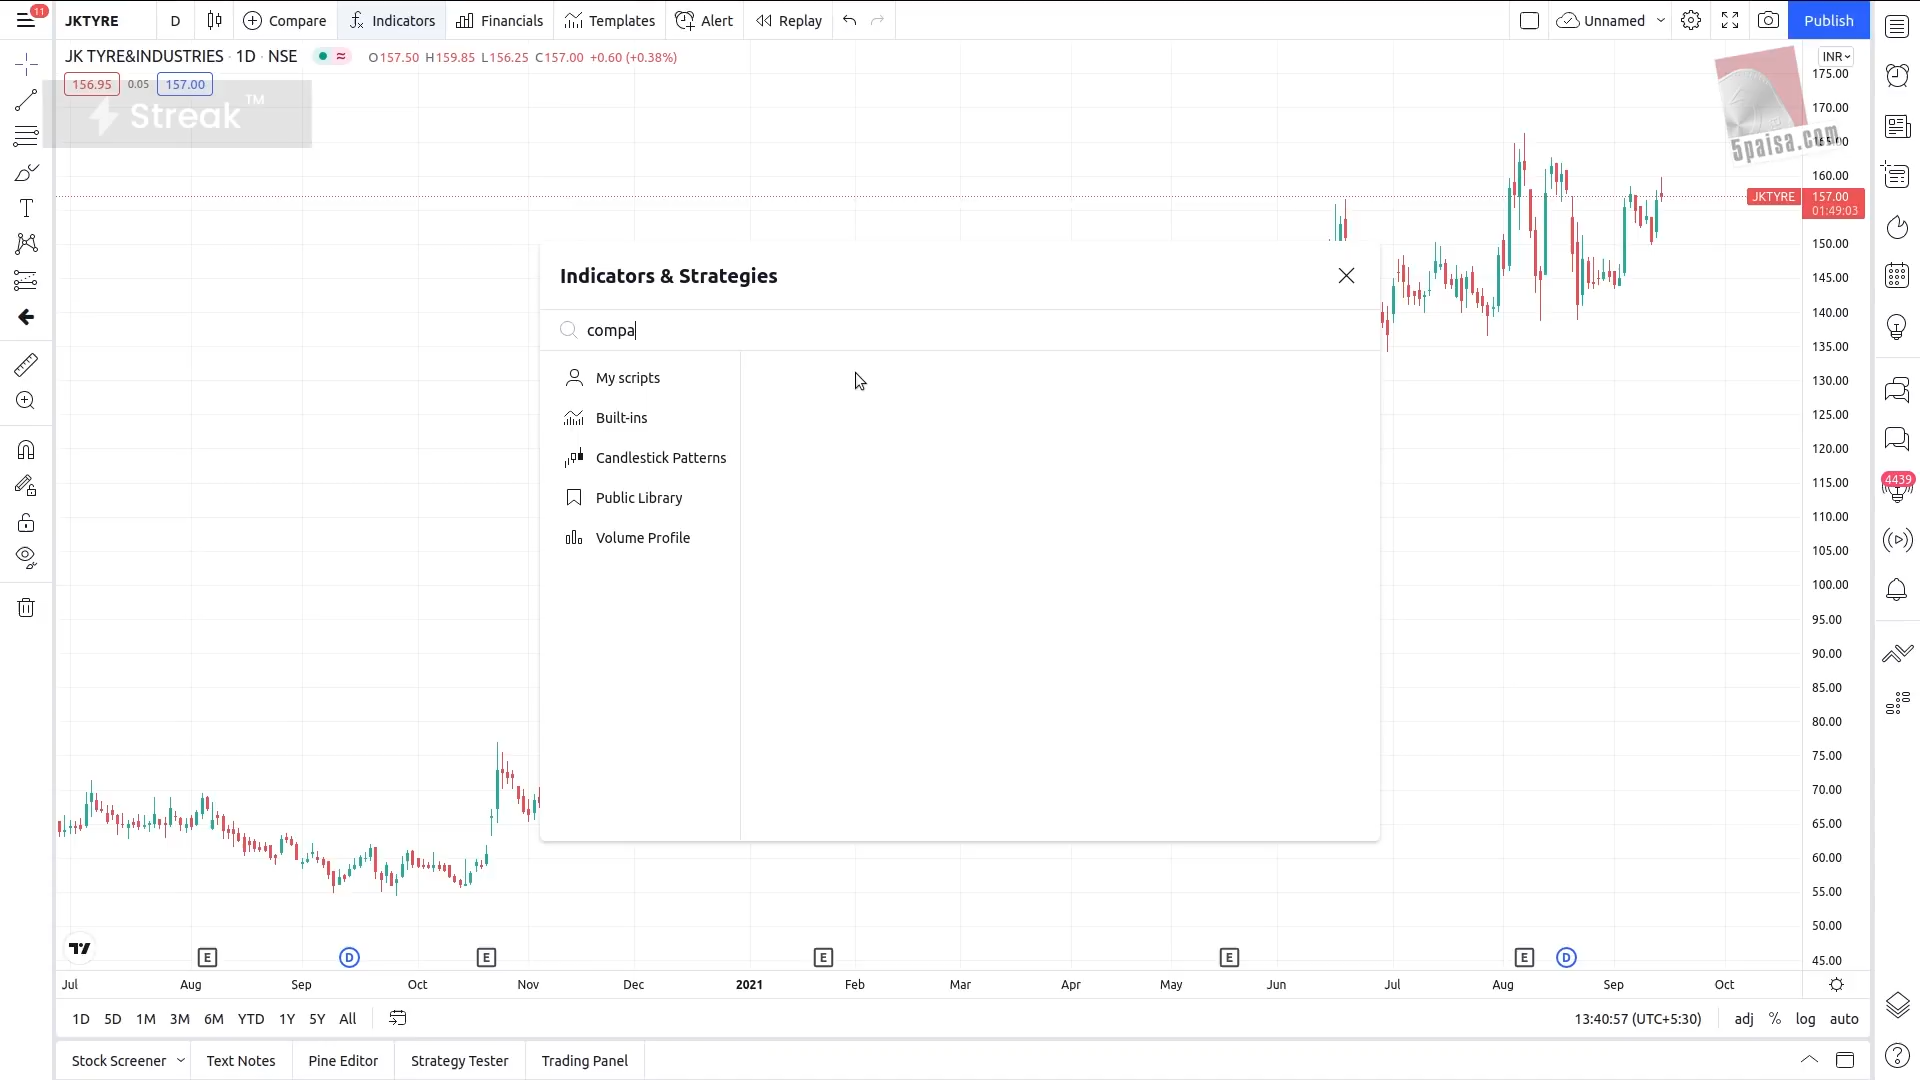 11
JKTYRE D Compare Indicators Financials Templates Alert Replay Unnamed Publish
JK TYRE&INDUSTRIES · 1D · NSE O157.50 H159.85 L156.25 C157.00 +0.60 (+0.38%)
INR
156.95 0.05 157.00
Streak™
5paisa.com
175.00
170.00
165.00
160.00
JKTYRE 157.00
01:49:03
150.00
145.00
140.00
135.00
130.00
125.00
120.00
115.00
110.00
105.00
100.00
95.00
90.00
85.00
80.00
75.00
70.00
65.00
60.00
55.00
50.00
45.00
Indicators & Strategies
compa
My scripts
Built-ins
Candlestick Patterns
Public Library
Volume Profile
4439
E D E E E E D
Jul Aug Sep Oct Nov Dec 2021 Feb Mar Apr May Jun Jul Aug Sep Oct
1D 5D 1M 3M 6M YTD 1Y 5Y All 13:40:57 (UTC+5:30) adj % log auto
Stock Screener Text Notes Pine Editor Strategy Tester Trading Panel